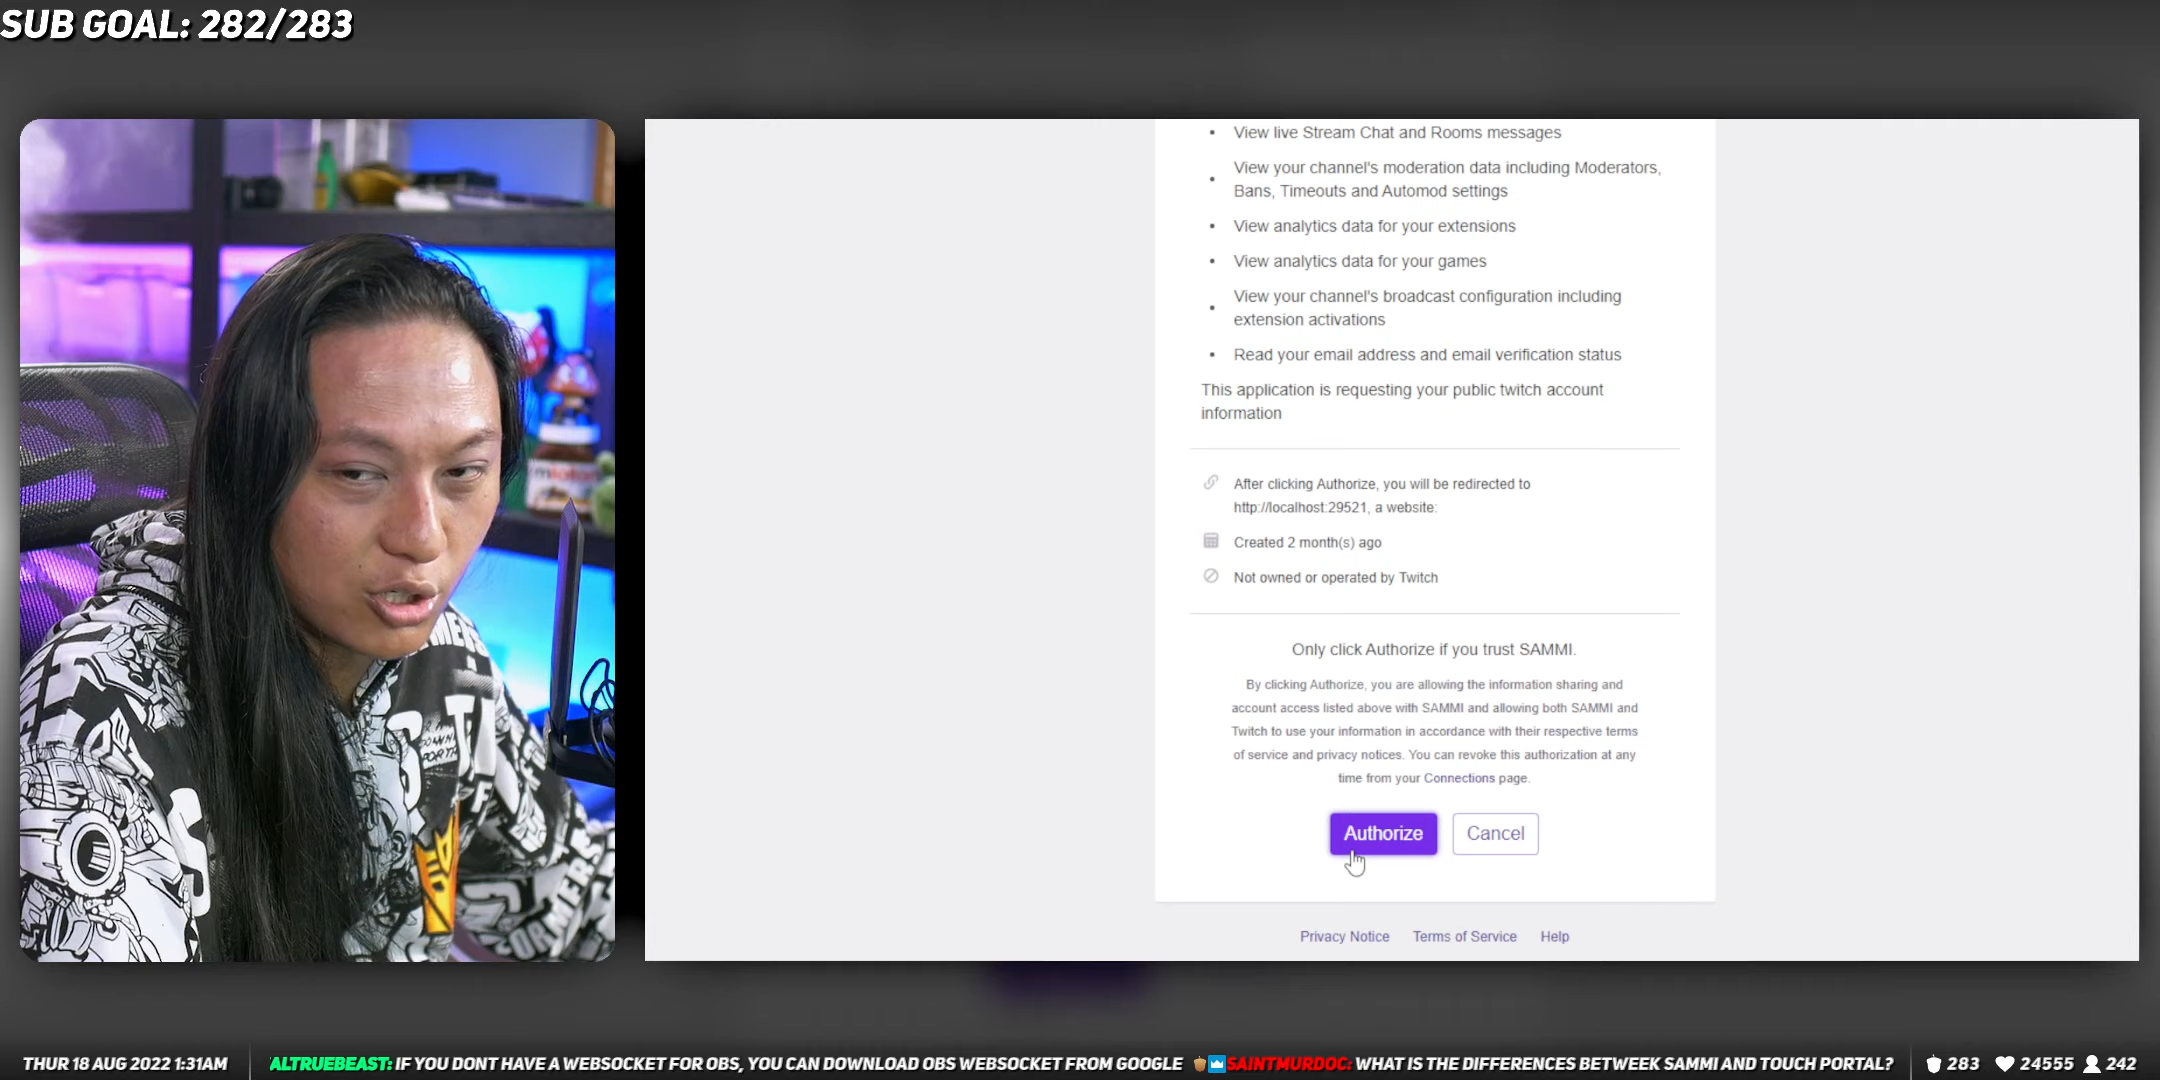 SUB GOAL: 282/283
View live Stream Chat and Rooms messages
View your channel's moderation data including Moderators,
Bans, Timeouts and Automod settings
View analytics data for your extensions
View analytics data for your games
View your channel's broadcast configuration including
extension activations
Read your email address and email verification status
This application is requesting your public twitch account
information
After clicking Authorize, you will be redirected to
http://localhost:29521, a website:
Created 2 month(s) ago
Not owned or operated by Twitch
Only click Authorize if you trust SAMMI.
By clicking Authorize, you are allowing the information sharing and
account access listed above with SAMMI and allowing both SAMMI and
Twitch to use your information in accordance with their respective terms
of service and privacy notices. You can revoke this authorization at any
time from your Connections page.
Authorize Cancel
Privacy Notice Terms of Service Help
THUR 18 AUG 2022 1:31AM ALTRUEBEAST: IF YOU DONT HAVE A WEBSOCKET FOR OBS, YOU CAN DOWNLOAD OBS WEBSOCKET FROM GOOGLE SAINTMURDOC: WHAT IS THE DIFFERENCES BETWEEK SAMMI AND TOUCH PORTAL? 283 24555 242